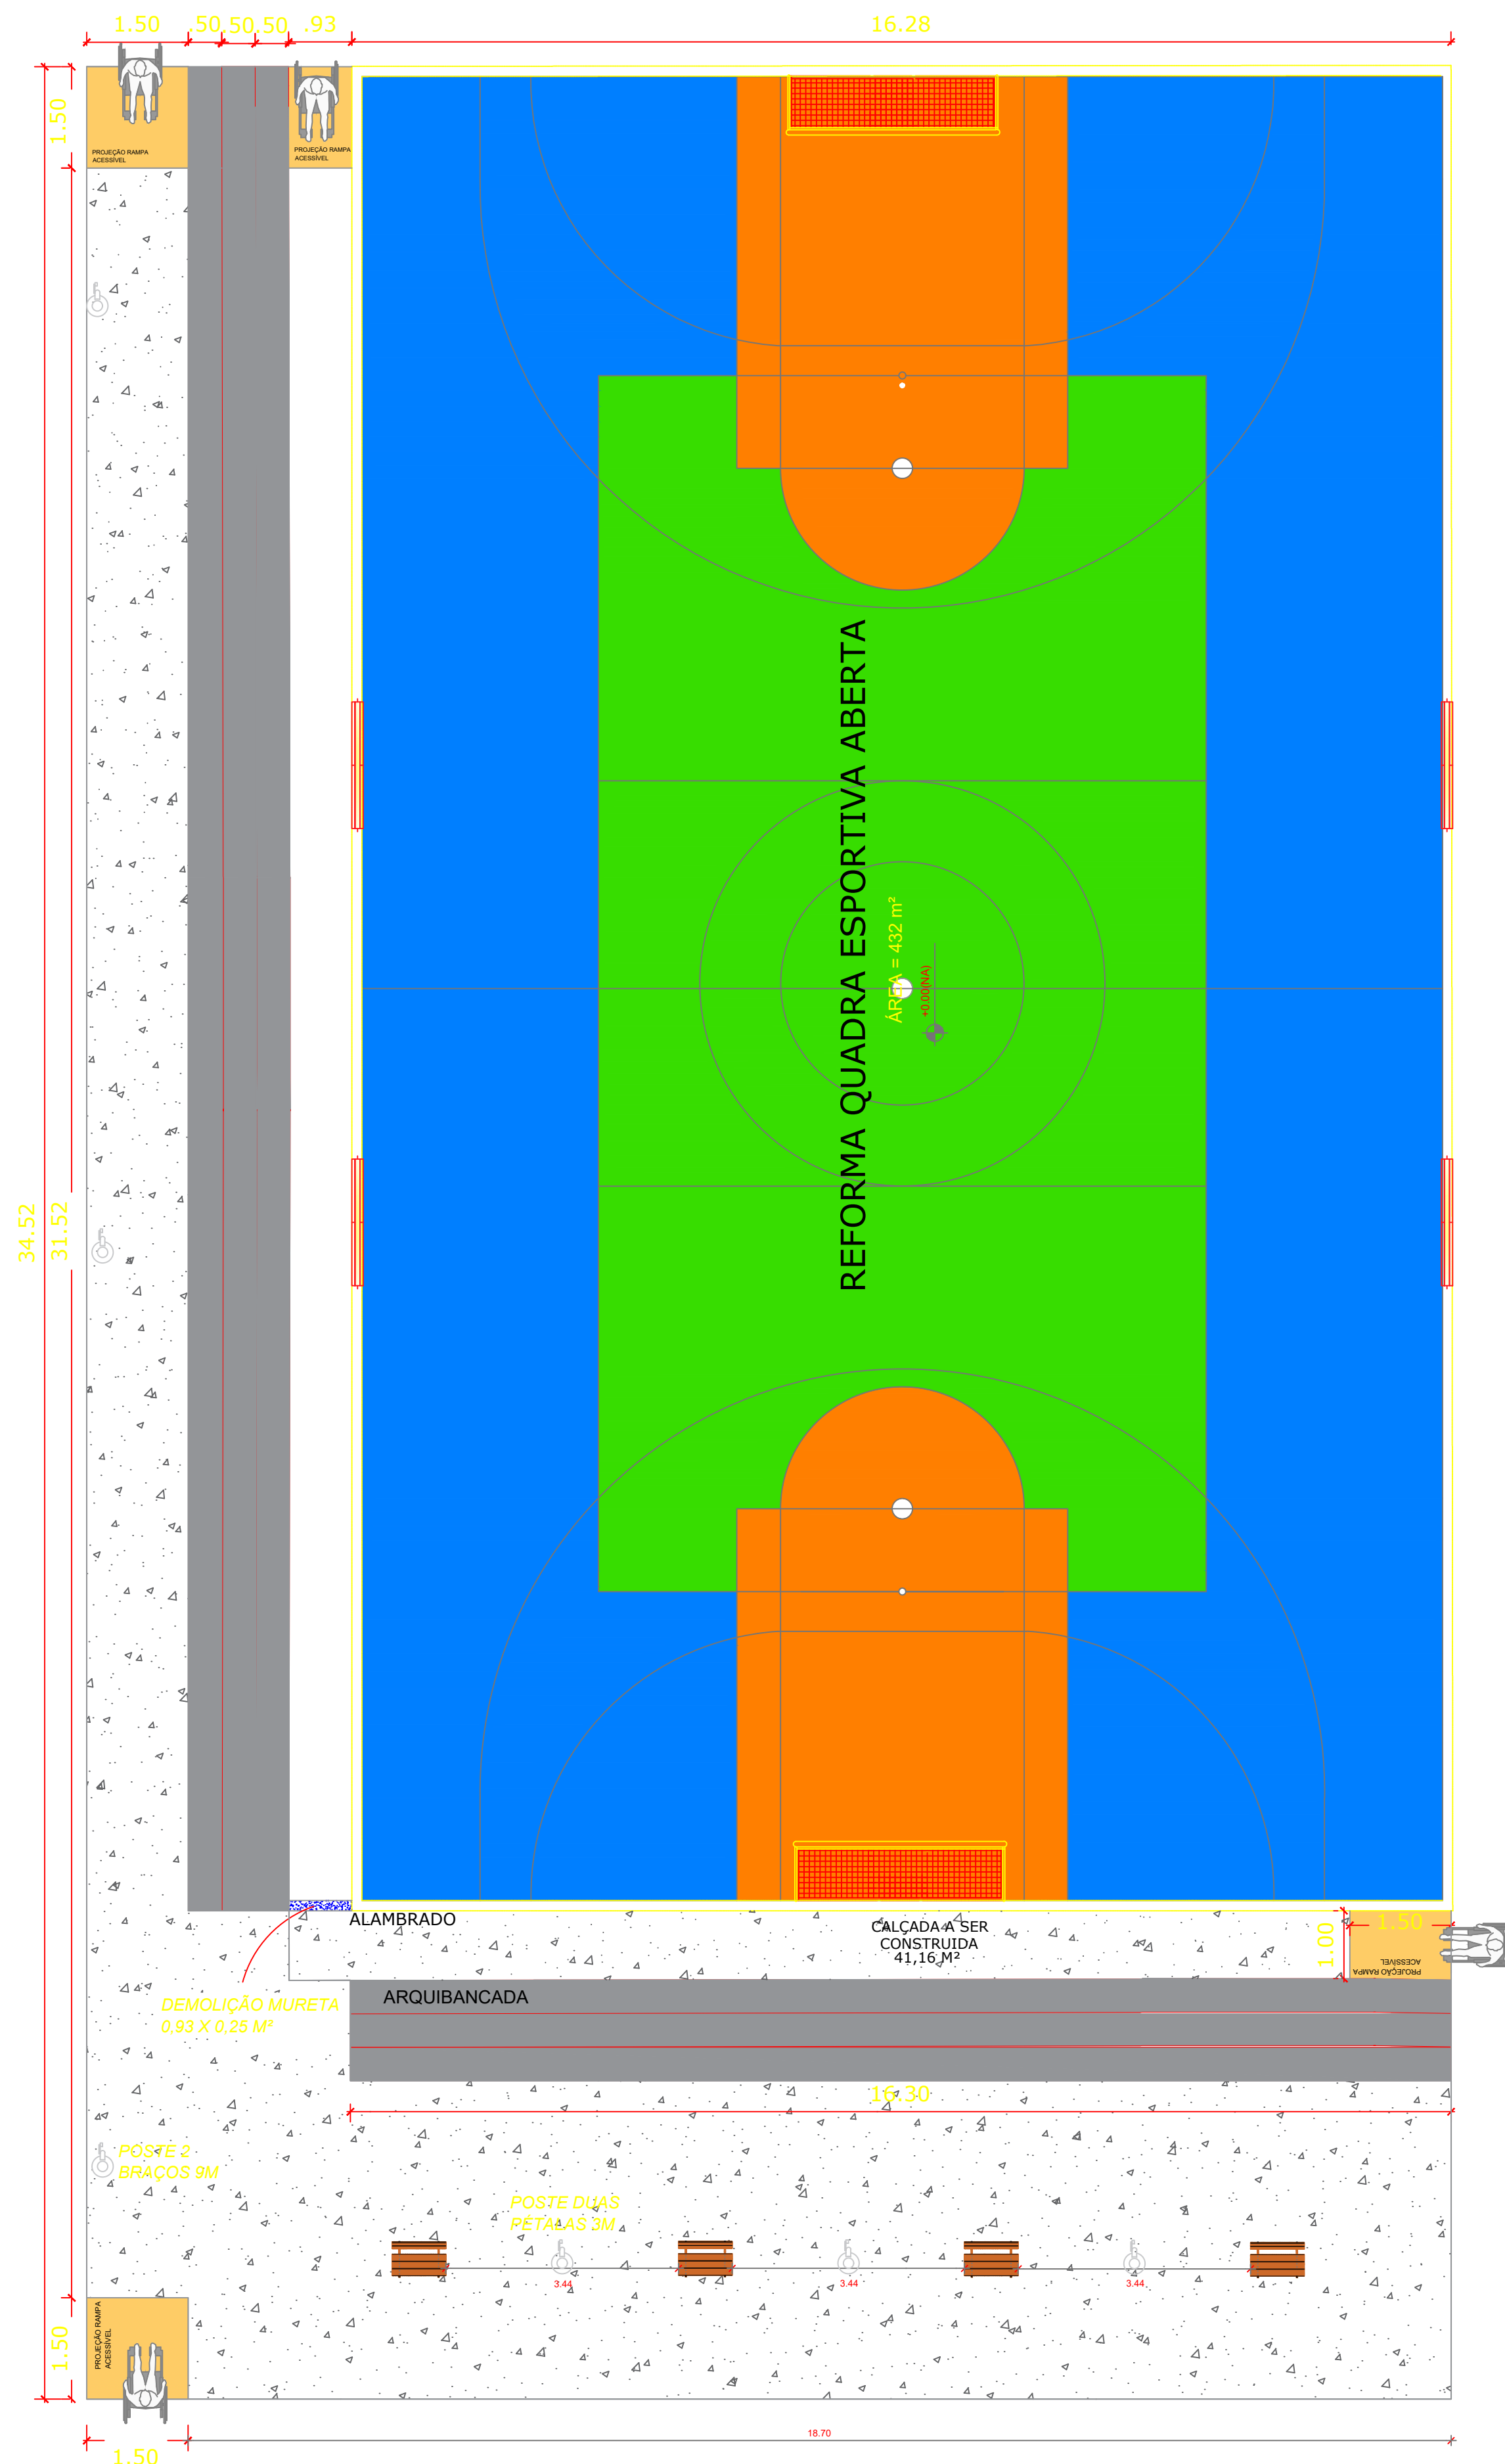 1.50
.50
.50
.50
.93
16.28
1.50
PROJEÇÃO RAMPA
ACESSÍVEL
PROJEÇÃO RAMPA
ACESSÍVEL
REFORMA QUADRA ESPORTIVA ABERTA
ÁREA = 432 m²
+0.00(NA)
34.52
31.52
ALAMBRADO
CALÇADA A SER
CONSTRUIDA
41,16 M²
1.00
1.50
PROJEÇÃO RAMPA
ACESSÍVEL
ARQUIBANCADA
DEMOLIÇÃO MURETA
0,93 X 0,25 M²
16.30
POSTE 2
BRAÇOS 9M
POSTE DUAS
PÉTALAS 3M
3.44
3.44
3.44
PROJEÇÃO RAMPA
ACESSÍVEL
1.50
18.70
1.50